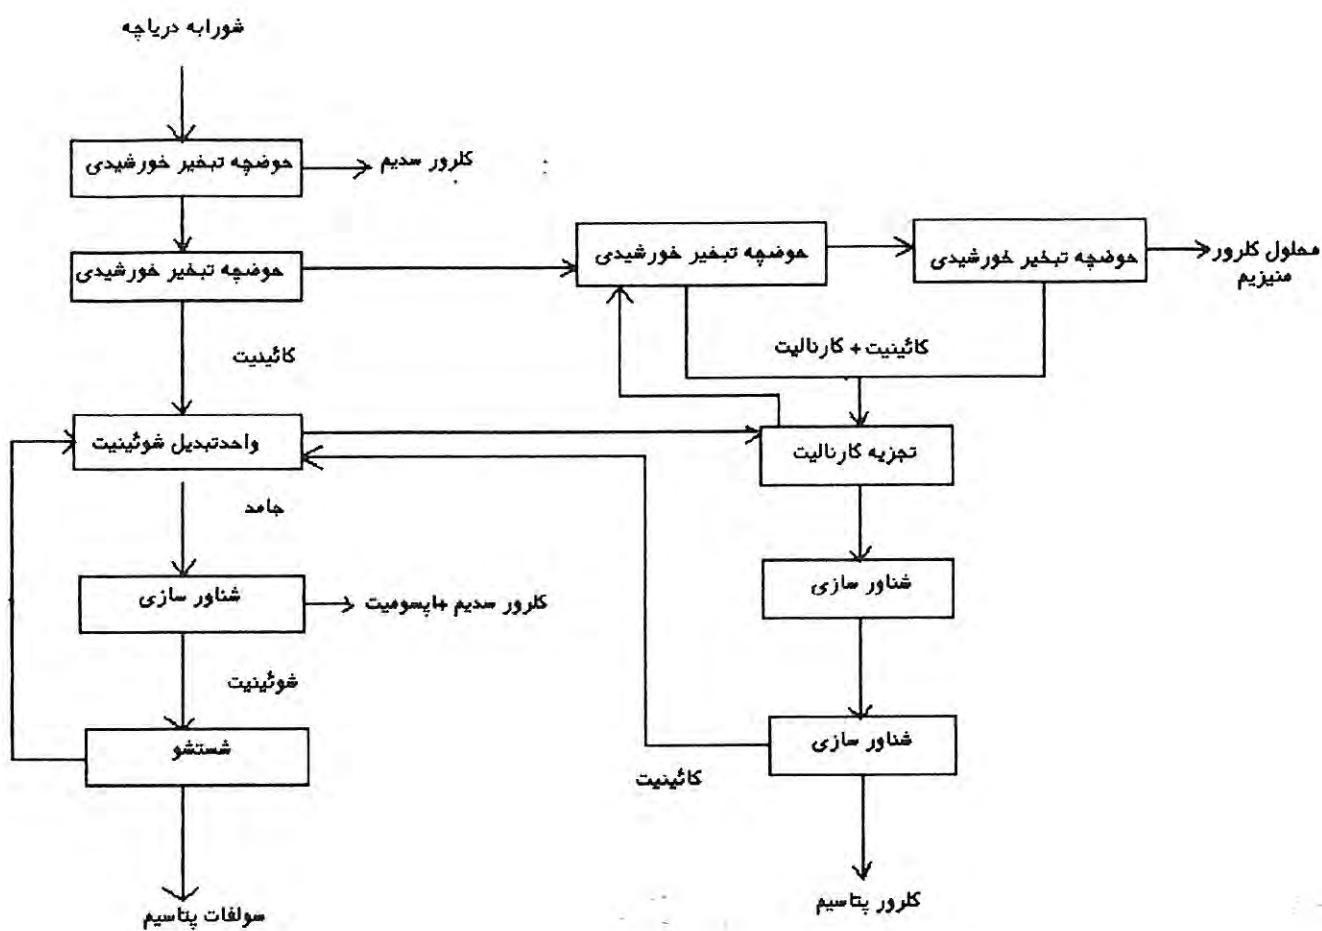 شورابه دریاچه
حوضچه تبخیر خورشیدی
کلرور سدیم
حوضچه تبخیر خورشیدی
حوضچه تبخیر خورشیدی
حوضچه تبخیر خورشیدی
محلول کلرور
منیزیم
کائینیت
کائینیت + کارنالیت
واحدتبدیل شوئینیت
تجزیه کارنالیت
جامد
شناور سازی
کلرور سدیم +اپسومیت
شناور سازی
شوئینیت
شستشو
شناور سازی
کائینیت
سولفات پتاسیم
کلرور پتاسیم